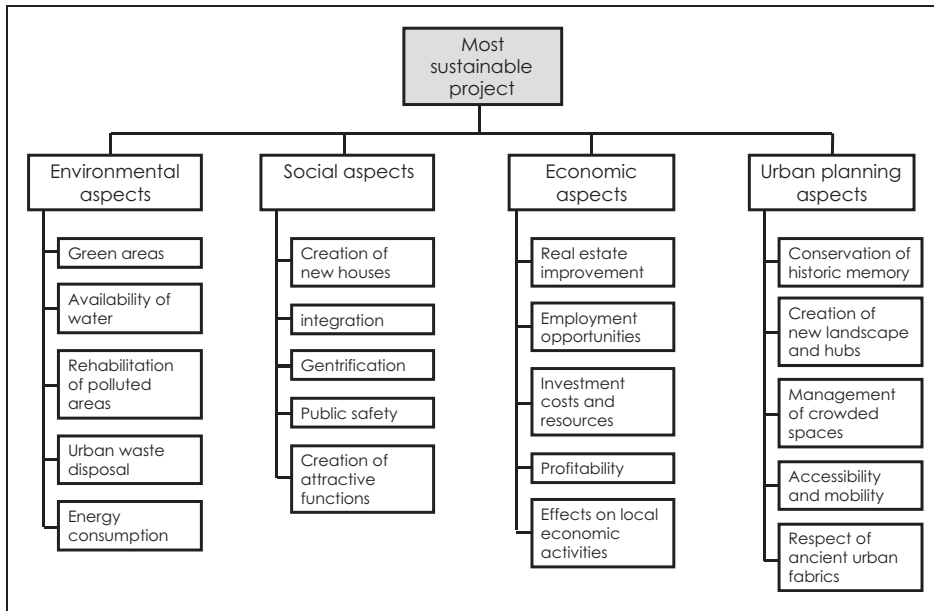 Most
sustainable
project
Environmental
aspects
Green areas
Availability of
water
Rehabilitation
of polluted
areas
Urban waste
disposal
Energy
consumption
Social aspects
Creation of
new houses
integration
Gentrification
Public safety
Creation of
attractive
functions
Economic
aspects
Real estate
improvement
Employment
opportunities
Investment
costs and
resources
Profitability
Effects on local
economic
activities
Urban planning
aspects
Conservation of
historic memory
Creation of
new landscape
and hubs
Management
of crowded
spaces
Accessibility
and mobility
Respect of
ancient urban
fabrics